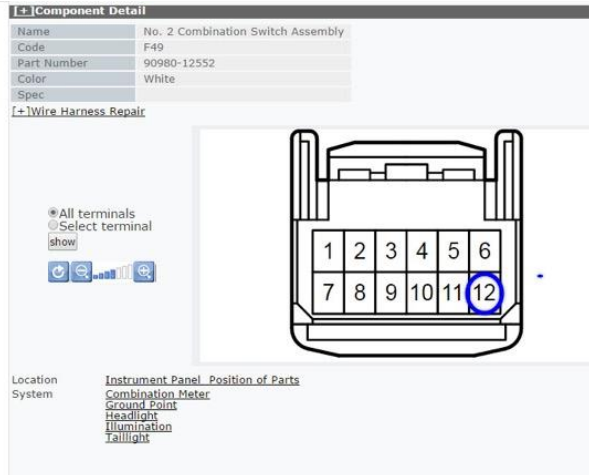 [+]Component Detail
Name No. 2 Combination Switch Assembly
Code F49
Part Number 90980-12552
Color White
Spec
[+]Wire Harness Repair
All terminals
Select terminal
show
1 2 3 4 5 6
7 8 9 10 11 12
Location Instrument Panel Position of Parts
System Combination Meter
Ground Point
Headlight
Illumination
Taillight